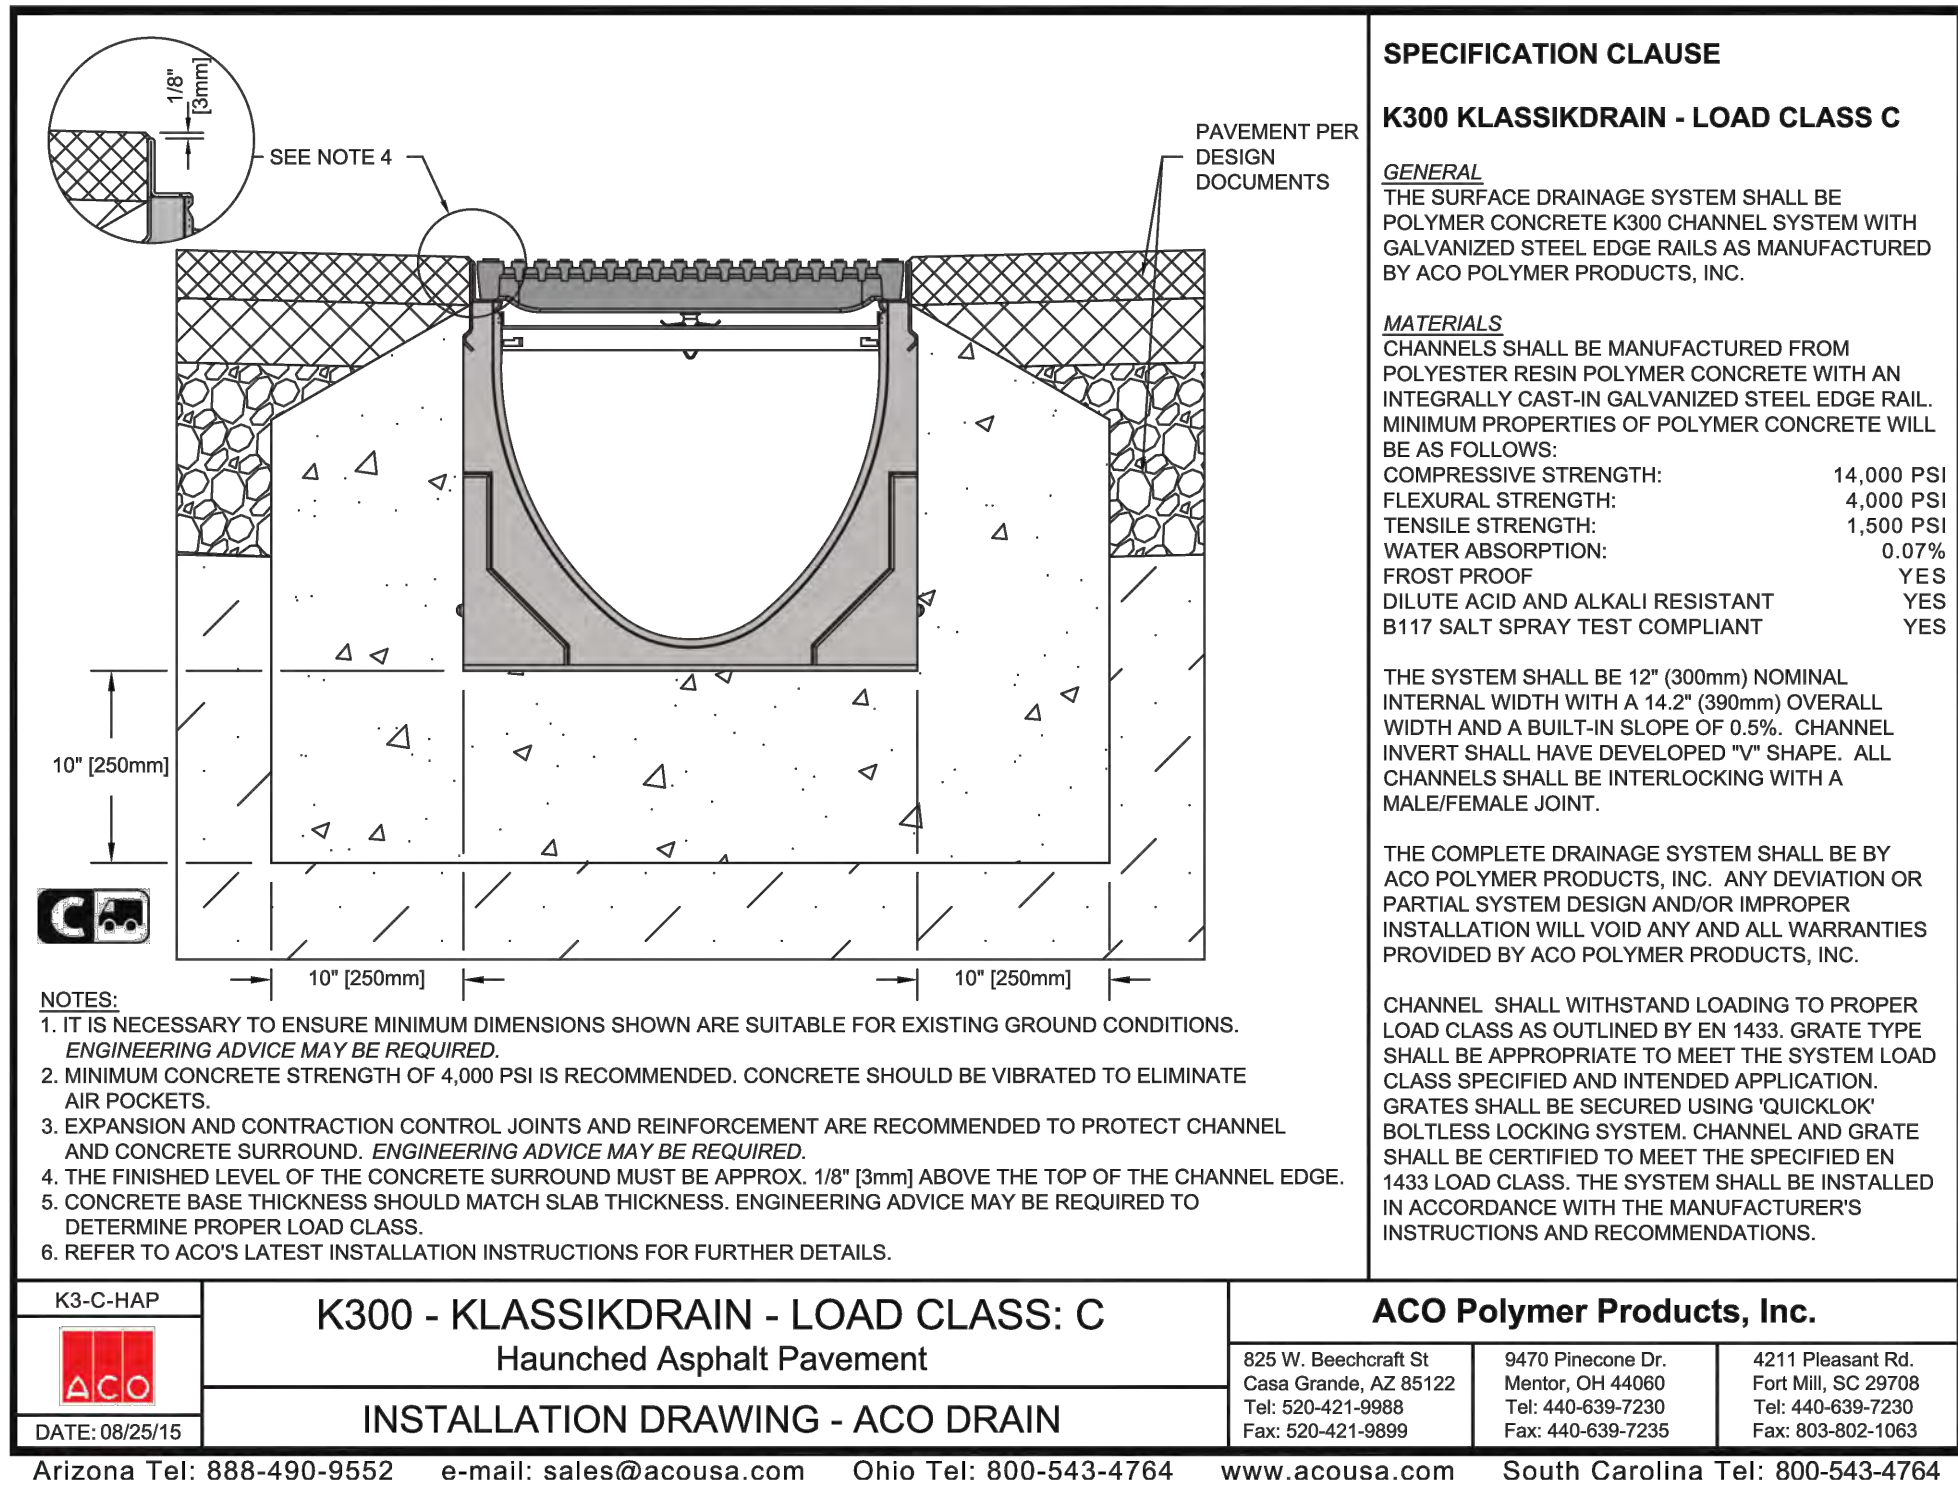 1/8"
[3mm]
SEE NOTE 4
PAVEMENT PER
DESIGN
DOCUMENTS
10" [250mm]
C
10" [250mm]
10" [250mm]
NOTES:
1. IT IS NECESSARY TO ENSURE MINIMUM DIMENSIONS SHOWN ARE SUITABLE FOR EXISTING GROUND CONDITIONS.
ENGINEERING ADVICE MAY BE REQUIRED.
2. MINIMUM CONCRETE STRENGTH OF 4,000 PSI IS RECOMMENDED. CONCRETE SHOULD BE VIBRATED TO ELIMINATE
AIR POCKETS.
3. EXPANSION AND CONTRACTION CONTROL JOINTS AND REINFORCEMENT ARE RECOMMENDED TO PROTECT CHANNEL
AND CONCRETE SURROUND. ENGINEERING ADVICE MAY BE REQUIRED.
4. THE FINISHED LEVEL OF THE CONCRETE SURROUND MUST BE APPROX. 1/8" [3mm] ABOVE THE TOP OF THE CHANNEL EDGE.
5. CONCRETE BASE THICKNESS SHOULD MATCH SLAB THICKNESS. ENGINEERING ADVICE MAY BE REQUIRED TO
DETERMINE PROPER LOAD CLASS.
6. REFER TO ACO'S LATEST INSTALLATION INSTRUCTIONS FOR FURTHER DETAILS.
SPECIFICATION CLAUSE
K300 KLASSIKDRAIN - LOAD CLASS C
GENERAL
THE SURFACE DRAINAGE SYSTEM SHALL BE
POLYMER CONCRETE K300 CHANNEL SYSTEM WITH
GALVANIZED STEEL EDGE RAILS AS MANUFACTURED
BY ACO POLYMER PRODUCTS, INC.
MATERIALS
CHANNELS SHALL BE MANUFACTURED FROM
POLYESTER RESIN POLYMER CONCRETE WITH AN
INTEGRALLY CAST-IN GALVANIZED STEEL EDGE RAIL.
MINIMUM PROPERTIES OF POLYMER CONCRETE WILL
BE AS FOLLOWS:
COMPRESSIVE STRENGTH: 14,000 PSI
FLEXURAL STRENGTH: 4,000 PSI
TENSILE STRENGTH: 1,500 PSI
WATER ABSORPTION: 0.07%
FROST PROOF YES
DILUTE ACID AND ALKALI RESISTANT YES
B117 SALT SPRAY TEST COMPLIANT YES
THE SYSTEM SHALL BE 12" (300mm) NOMINAL
INTERNAL WIDTH WITH A 14.2" (390mm) OVERALL
WIDTH AND A BUILT-IN SLOPE OF 0.5%. CHANNEL
INVERT SHALL HAVE DEVELOPED "V" SHAPE. ALL
CHANNELS SHALL BE INTERLOCKING WITH A
MALE/FEMALE JOINT.
THE COMPLETE DRAINAGE SYSTEM SHALL BE BY
ACO POLYMER PRODUCTS, INC. ANY DEVIATION OR
PARTIAL SYSTEM DESIGN AND/OR IMPROPER
INSTALLATION WILL VOID ANY AND ALL WARRANTIES
PROVIDED BY ACO POLYMER PRODUCTS, INC.
CHANNEL SHALL WITHSTAND LOADING TO PROPER
LOAD CLASS AS OUTLINED BY EN 1433. GRATE TYPE
SHALL BE APPROPRIATE TO MEET THE SYSTEM LOAD
CLASS SPECIFIED AND INTENDED APPLICATION.
GRATES SHALL BE SECURED USING 'QUICKLOK'
BOLTLESS LOCKING SYSTEM. CHANNEL AND GRATE
SHALL BE CERTIFIED TO MEET THE SPECIFIED EN
1433 LOAD CLASS. THE SYSTEM SHALL BE INSTALLED
IN ACCORDANCE WITH THE MANUFACTURER'S
INSTRUCTIONS AND RECOMMENDATIONS.
K3-C-HAP
ACO
DATE: 08/25/15
K300 - KLASSIKDRAIN - LOAD CLASS: C
Haunched Asphalt Pavement
INSTALLATION DRAWING - ACO DRAIN
ACO Polymer Products, Inc.
825 W. Beechcraft St
Casa Grande, AZ 85122
Tel: 520-421-9988
Fax: 520-421-9899
9470 Pinecone Dr.
Mentor, OH 44060
Tel: 440-639-7230
Fax: 440-639-7235
4211 Pleasant Rd.
Fort Mill, SC 29708
Tel: 440-639-7230
Fax: 803-802-1063
Arizona Tel: 888-490-9552 e-mail: sales@acousa.com Ohio Tel: 800-543-4764 www.acousa.com South Carolina Tel: 800-543-4764